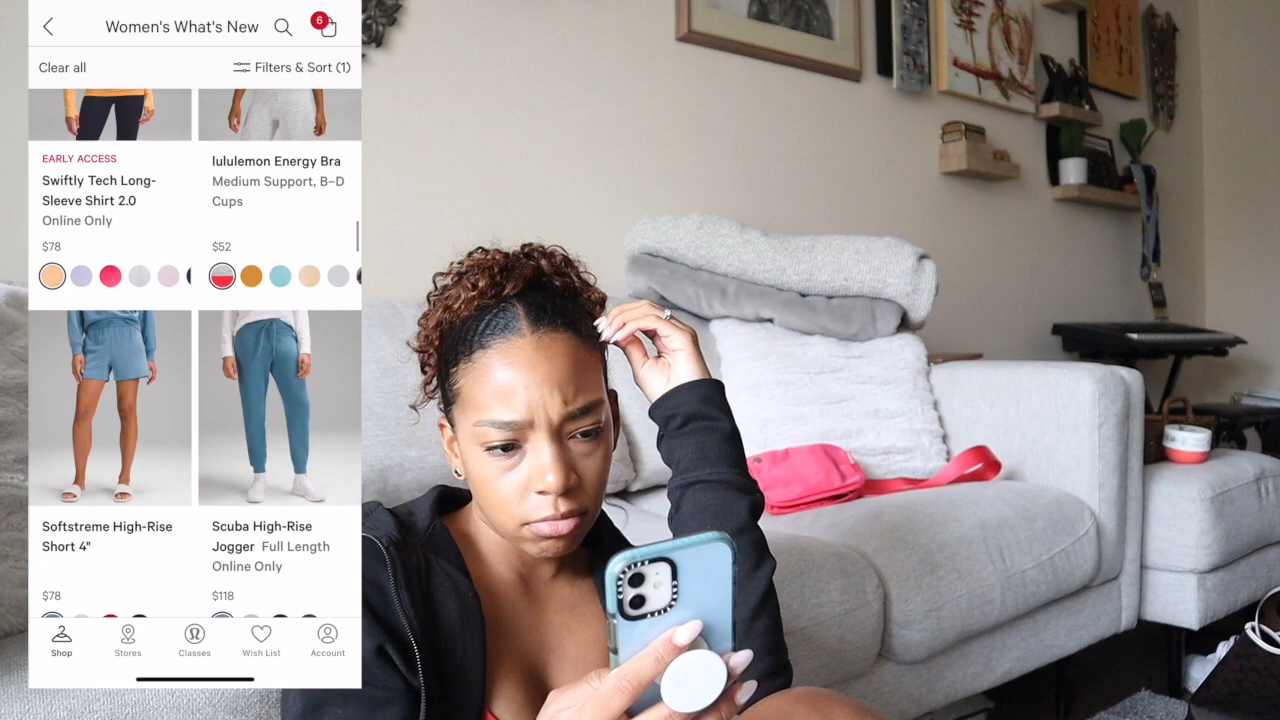 Women's What's New
6
Clear all
Filters & Sort (1)
EARLY ACCESS
Swiftly Tech Long-
Sleeve Shirt 2.0
Online Only
$78
lululemon Energy Bra
Medium Support, B–D
Cups
$52
Softstreme High-Rise
Short 4"
$78
Scuba High-Rise
Jogger Full Length
Online Only
$118
Shop
Stores
Classes
Wish List
Account